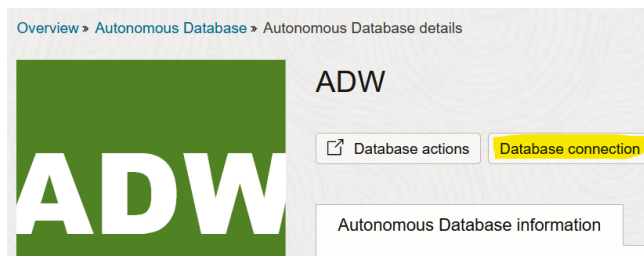 Overview » Autonomous Database » Autonomous Database details
ADW
ADW
Database actions
Database connection
Autonomous Database information